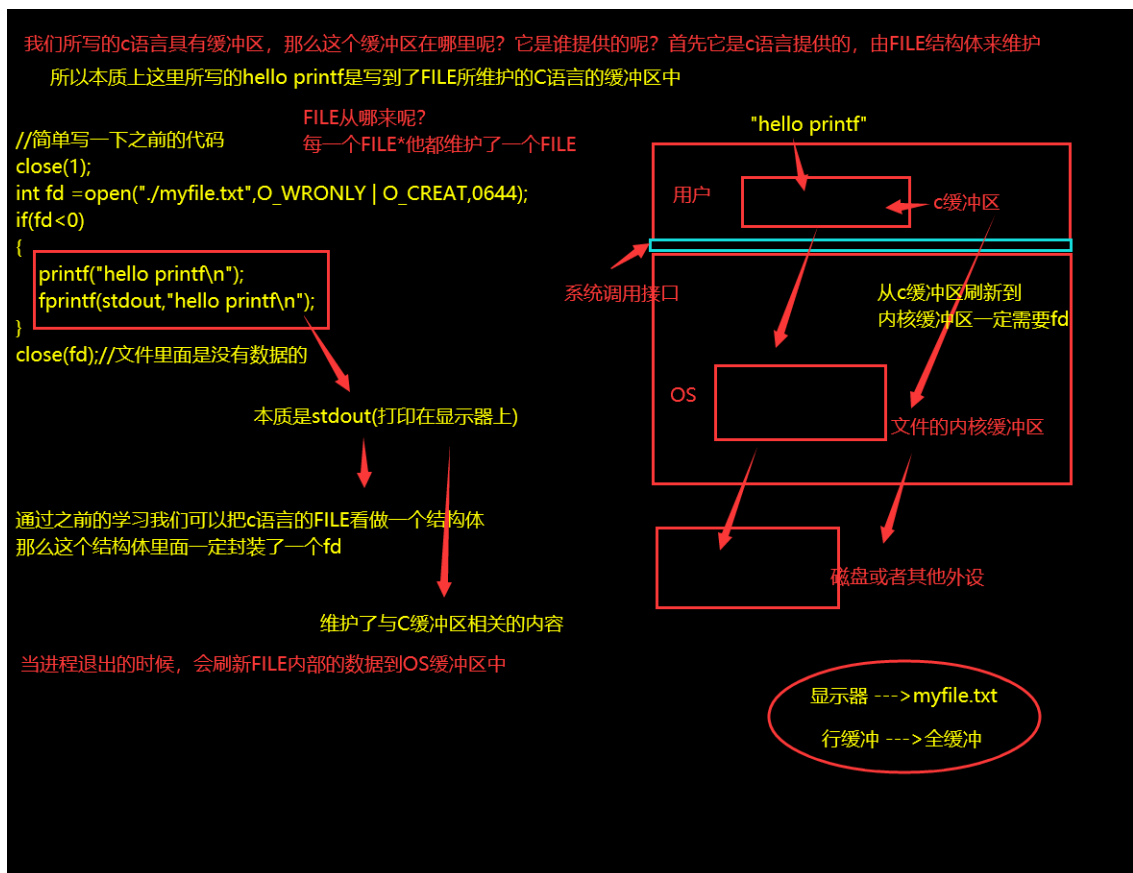 我们所写的c语言具有缓冲区，那么这个缓冲区在哪里呢？它是谁提供的呢？首先它是c语言提供的，由FILE结构体来维护
所以本质上这里所写的hello printf是写到了FILE所维护的C语言的缓冲区中
FILE从哪来呢？
每一个FILE*他都维护了一个FILE
//简单写一下之前的代码
close(1);
int fd =open("./myfile.txt",O_WRONLY | O_CREAT,0644);
if(fd<0)
{
printf("hello printf\n");
fprintf(stdout,"hello printf\n");
}
close(fd);//文件里面是没有数据的
本质是stdout(打印在显示器上)
通过之前的学习我们可以把c语言的FILE看做一个结构体
那么这个结构体里面一定封装了一个fd
维护了与C缓冲区相关的内容
当进程退出的时候，会刷新FILE内部的数据到OS缓冲区中
"hello printf"
用户
c缓冲区
系统调用接口
从c缓冲区刷新到
内核缓冲区一定需要fd
OS
文件的内核缓冲区
磁盘或者其他外设
显示器 --->myfile.txt
行缓冲 --->全缓冲